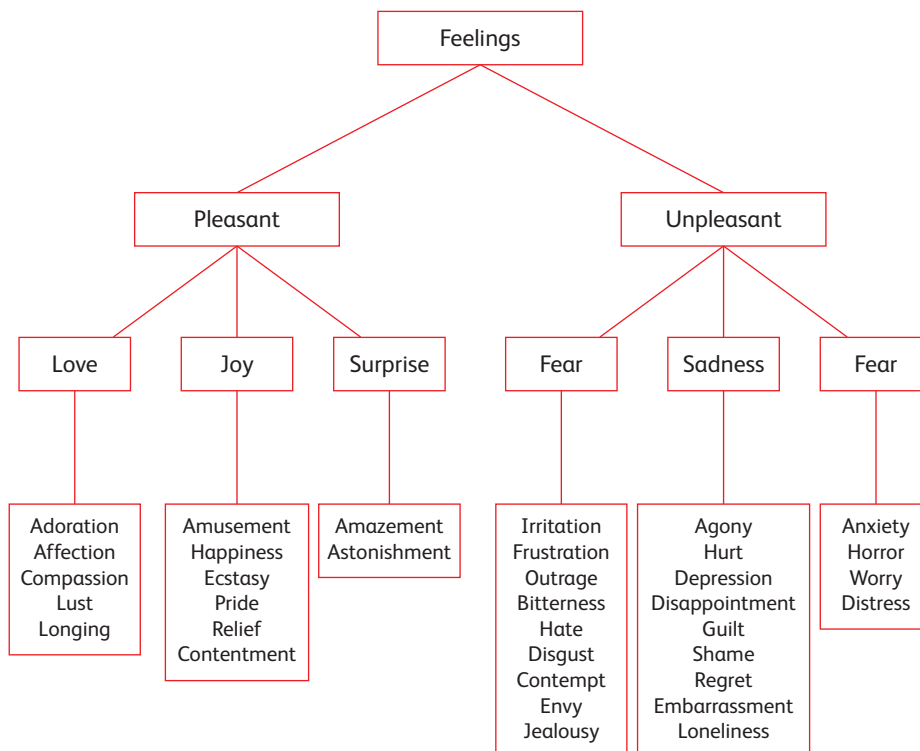 Feelings
Pleasant
Unpleasant
Love
Joy
Surprise
Fear
Sadness
Fear
Adoration
Affection
Compassion
Lust
Longing
Amusement
Happiness
Ecstasy
Pride
Relief
Contentment
Amazement
Astonishment
Irritation
Frustration
Outrage
Bitterness
Hate
Disgust
Contempt
Envy
Jealousy
Agony
Hurt
Depression
Disappointment
Guilt
Shame
Regret
Embarrassment
Loneliness
Anxiety
Horror
Worry
Distress